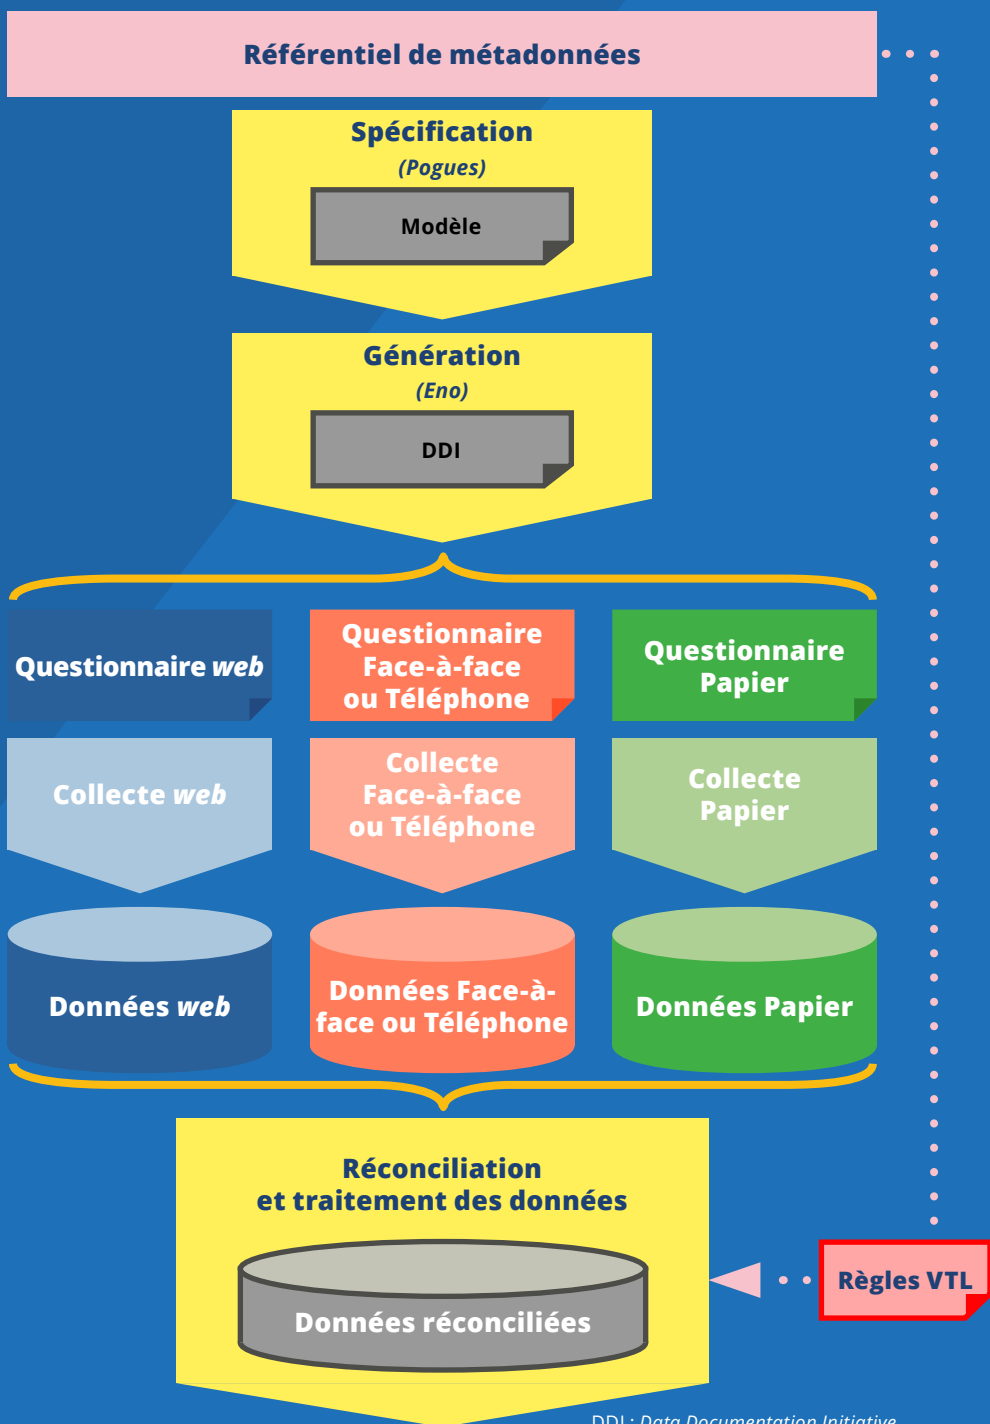 Référentiel de métadonnées
Spécification
(Pogues)
Modèle
Génération
(Eno)
DDI
Questionnaire web
Questionnaire
Face-à-face
ou Téléphone
Questionnaire
Papier
Collecte web
Collecte
Face-à-face
ou Téléphone
Collecte
Papier
Données web
Données Face-à-
face ou Téléphone
Données Papier
Réconciliation
et traitement des données
Données réconciliées
Règles VTL
DDI : Data Documentation Initiative